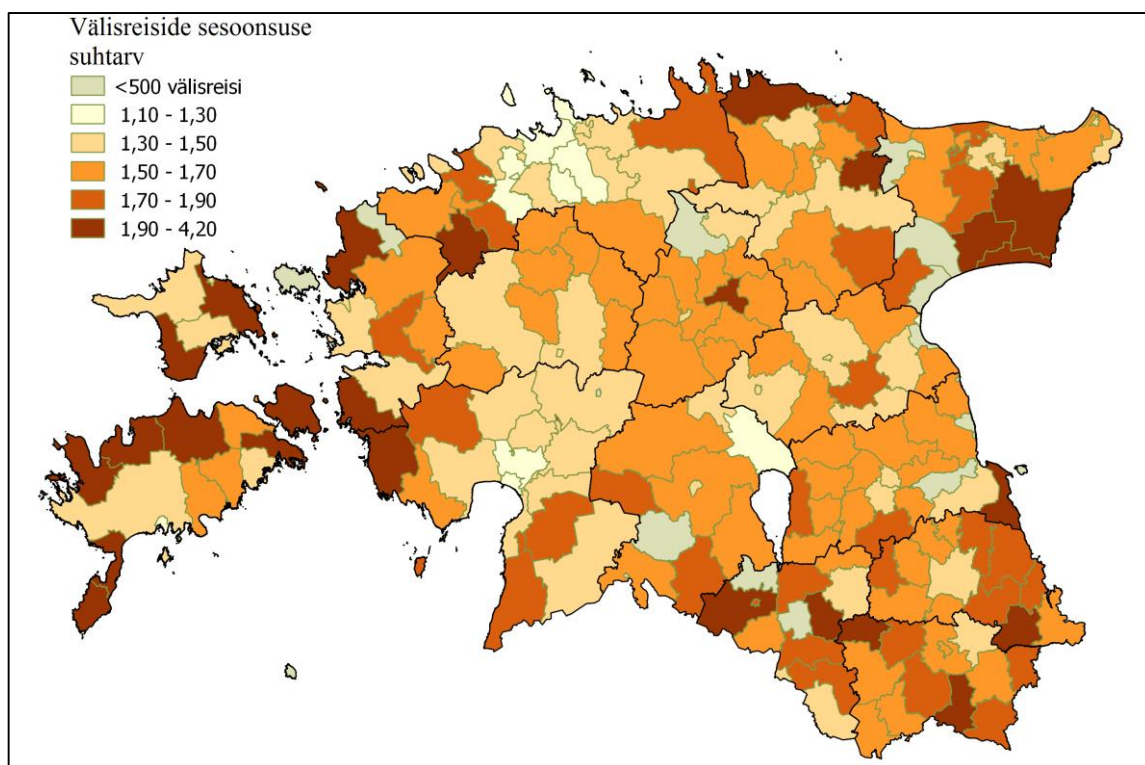 Välisreiside sesoonsuse
suhtarv
<500 välisreisi
1,10 - 1,30
1,30 - 1,50
1,50 - 1,70
1,70 - 1,90
1,90 - 4,20